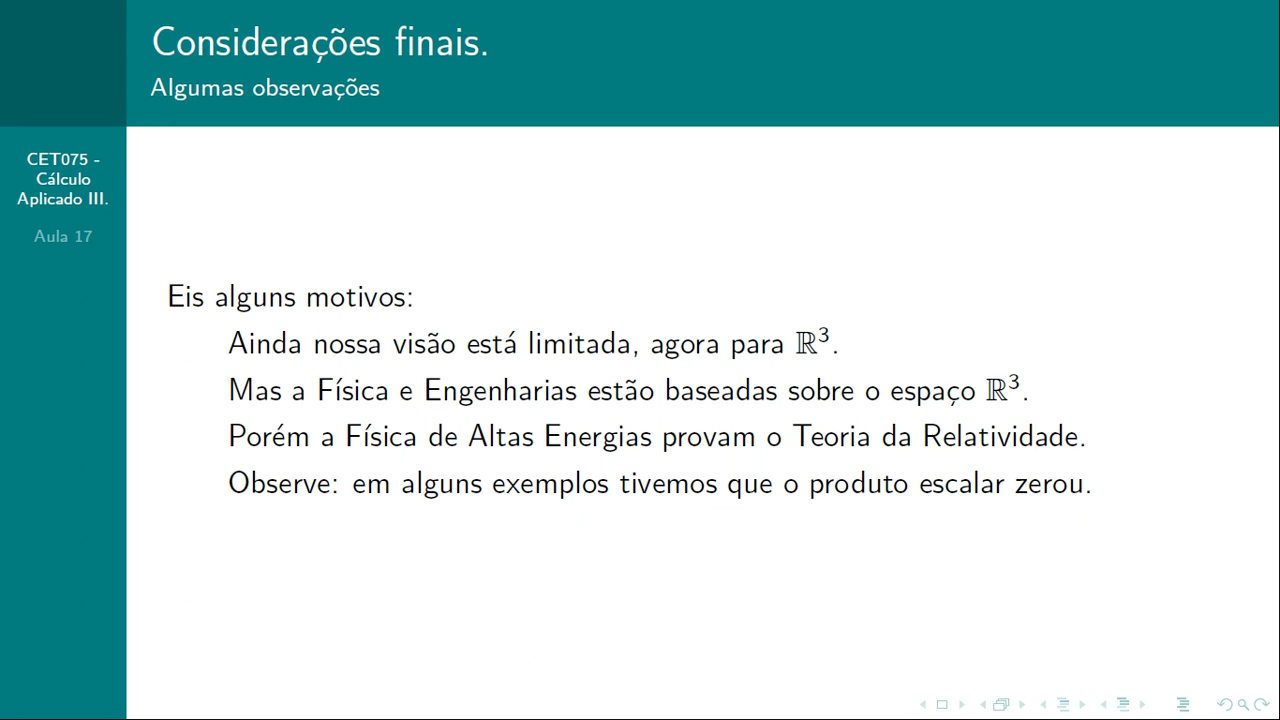 Considerações finais.
Algumas observações
CET075 -
Cálculo
Aplicado III.
Aula 17
Eis alguns motivos:
Ainda nossa visão está limitada, agora para ℝ³.
Mas a Física e Engenharias estão baseadas sobre o espaço ℝ³.
Porém a Física de Altas Energias provam o Teoria da Relatividade.
Observe: em alguns exemplos tivemos que o produto escalar zerou.